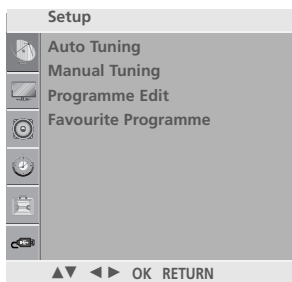 Setup
Auto Tuning
Manual Tuning
Programme Edit
Favourite Programme
▲▼ ◄► OK RETURN